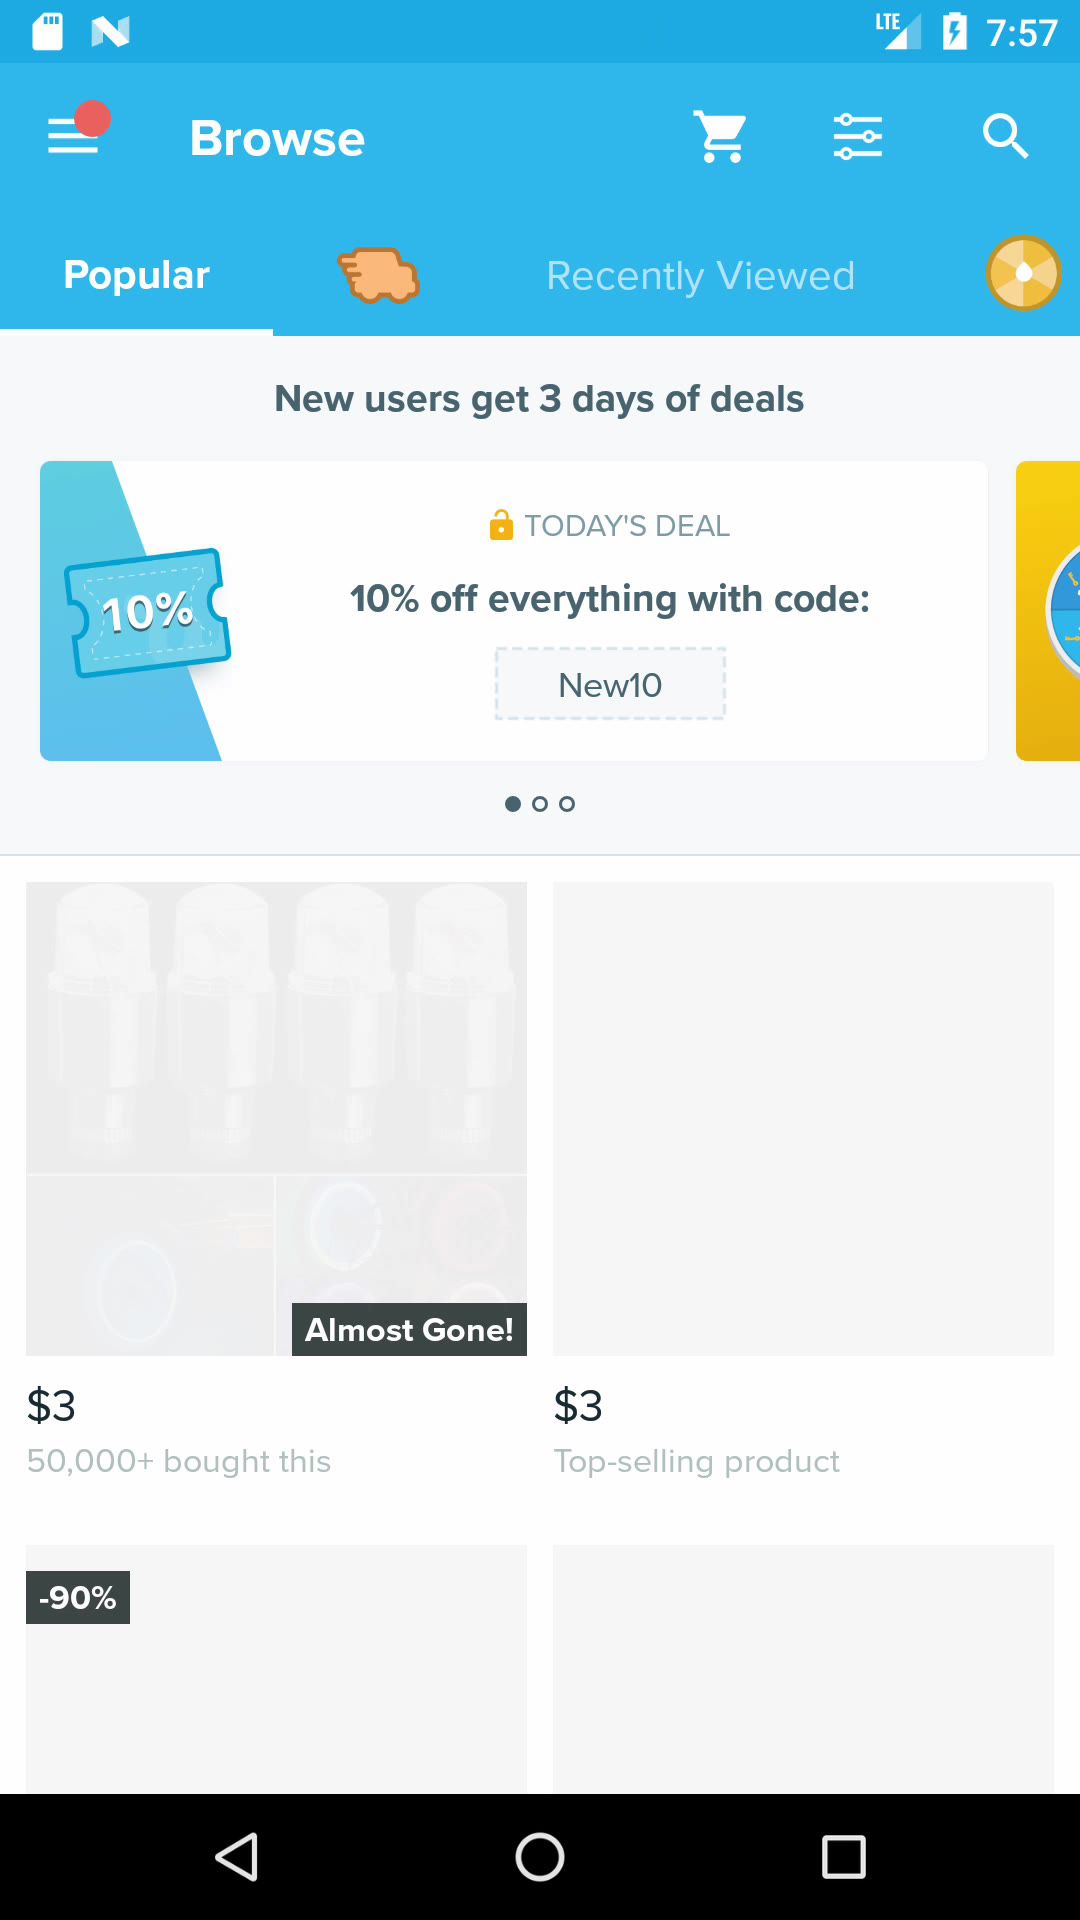 LTE 7:57
Browse
Popular
Recently Viewed
New users get 3 days of deals
TODAY'S DEAL
10%
10% off everything with code:
New10
Almost Gone!
$3
50,000+ bought this
$3
Top-selling product
-90%